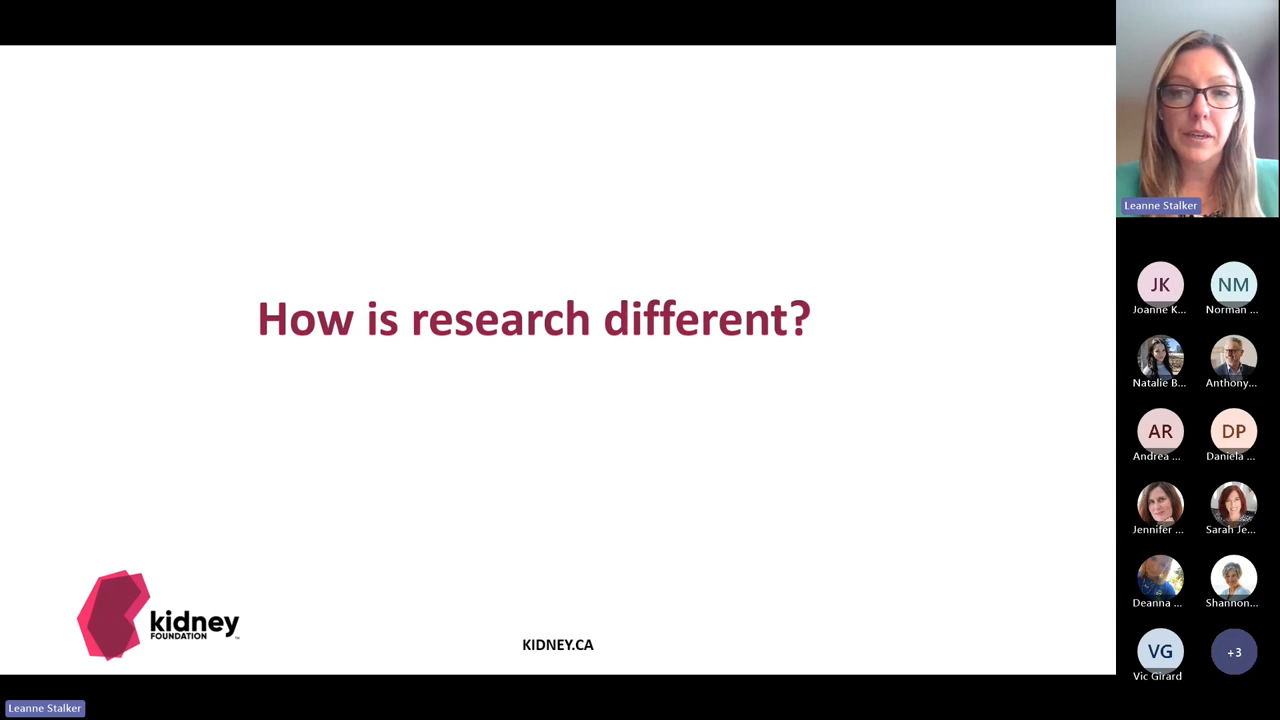 How is research different?
kidney
FOUNDATION
KIDNEY.CA
Leanne Stalker
Leanne Stalker
JK
NM
Joanne K...
Norman ...
Natalie B...
Anthony...
AR
DP
Andrea ...
Daniela ...
Jennifer ...
Sarah Je...
Deanna ...
Shannon...
VG
+3
Vic Girard